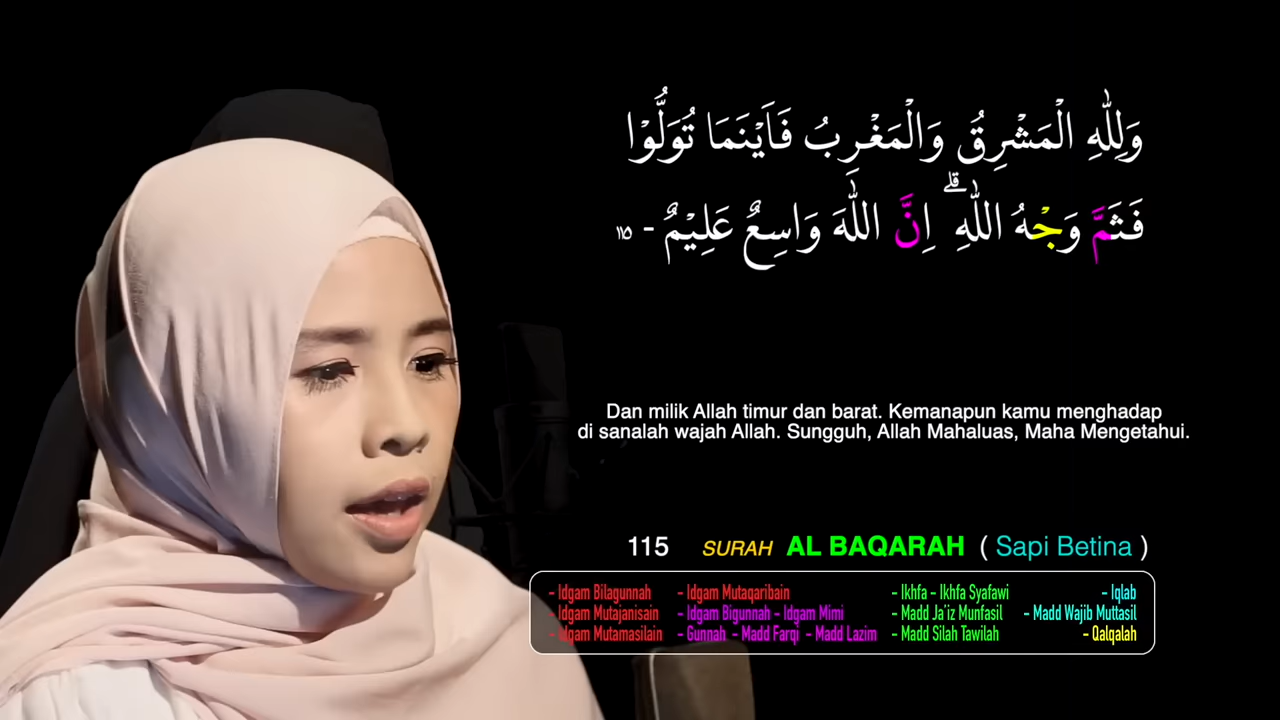 وَلِلّٰهِ الْمَشْرِقُ وَالْمَغْرِبُ فَاَيْنَمَا تُوَلُّوْا
فَثَمَّ وَجْهُ اللّٰهِ ۗ اِنَّ اللّٰهَ وَاسِعٌ عَلِيْمٌ - ١١٥
Dan milik Allah timur dan barat. Kemanapun kamu menghadap
di sanalah wajah Allah. Sungguh, Allah Mahaluas, Maha Mengetahui.
115 SURAH AL BAQARAH ( Sapi Betina )
- Idgam Bilagunnah - Idgam Mutaqaribain - Ikhfa - Ikhfa Syafawi - Iqlab
- Idgam Mutajanisain - Idgam Bigunnah - Idgam Mimi - Madd Ja'iz Munfasil - Madd Wajib Muttasil
- Idgam Mutamasilain - Gunnah - Madd Farqi - Madd Lazim - Madd Silah Tawilah - Qalqalah